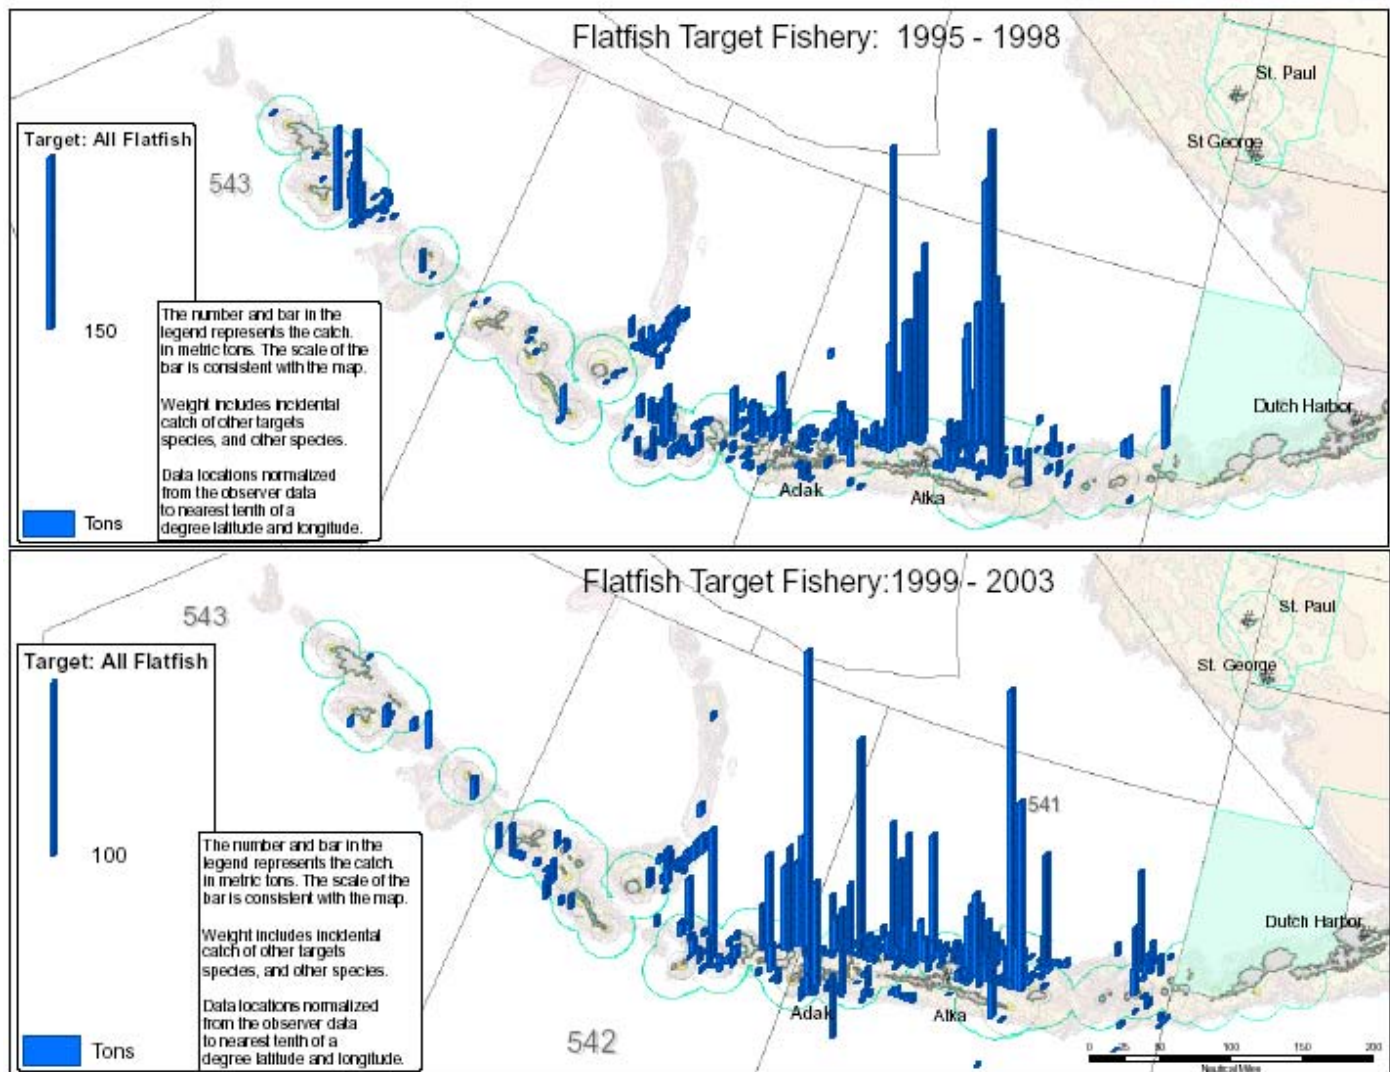 Flatfish Target Fishery: 1995 - 1998
St. Paul
St George
Target: All Flatfish
543
150
The number and bar in the
legend represents the catch.
in metric tons. The scale of the
bar is consistent with the map.
Weight includes incidental
catch of other targets
species, and other species.
Data locations normalized
from the observer data
to nearest tenth of a
degree latitude and longitude.
Tons
Dutch Harbor
Adak
Atka
Flatfish Target Fishery:1999 - 2003
543
St. Paul
St. George
Target: All Flatfish
100
541
The number and bar in the
legend represents the catch.
in metric tons. The scale of the
bar is consistent with the map.
Weight includes incidental
catch of other targets
species, and other species.
Data locations normalized
from the observer data
to nearest tenth of a
degree latitude and longitude.
Tons
Dutch Harbor
Adak
Atka
542
0 25 50 100 150 200
Nautical Miles